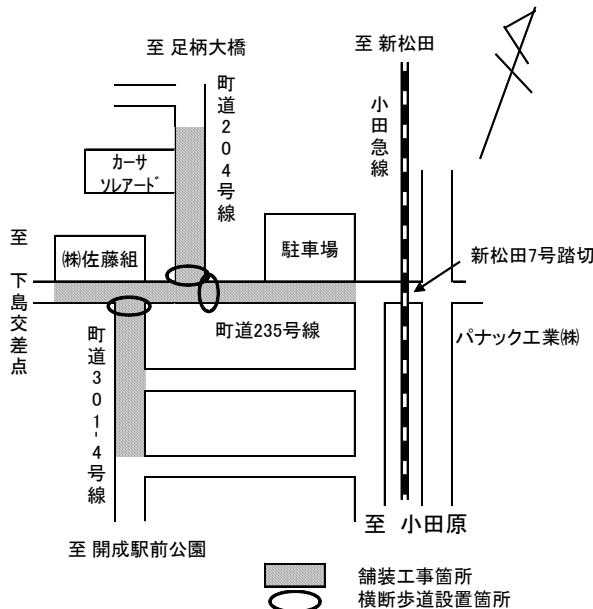 至 足柄大橋
至 新松田
町道204号線
小田急線
カーサ
ソレアード
至 下島交差点
㈱佐藤組
駐車場
新松田7号踏切
町道235号線
パナック工業㈱
町道301-4号線
至 小田原
至 開成駅前公園
舗装工事箇所
横断歩道設置箇所